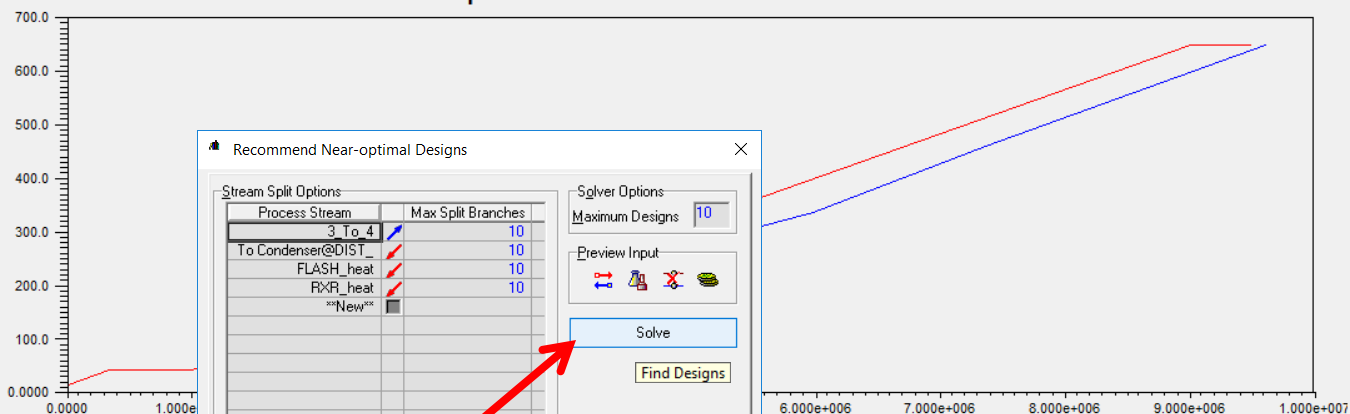 700.0
600.0
500.0
400.0
300.0
200.0
100.0
0.0000
Recommend Near-optimal Designs
Stream Split Options
Process Stream Max Split Branches
3_To_4 10
To Condenser@DIST_ 10
FLASH_heat 10
RXR_heat 10
**New**
Solver Options
Maximum Designs 10
Preview Input
Solve
Find Designs
0.0000 1.000e 6.000e+006 7.000e+006 8.000e+006 9.000e+006 1.000e+007